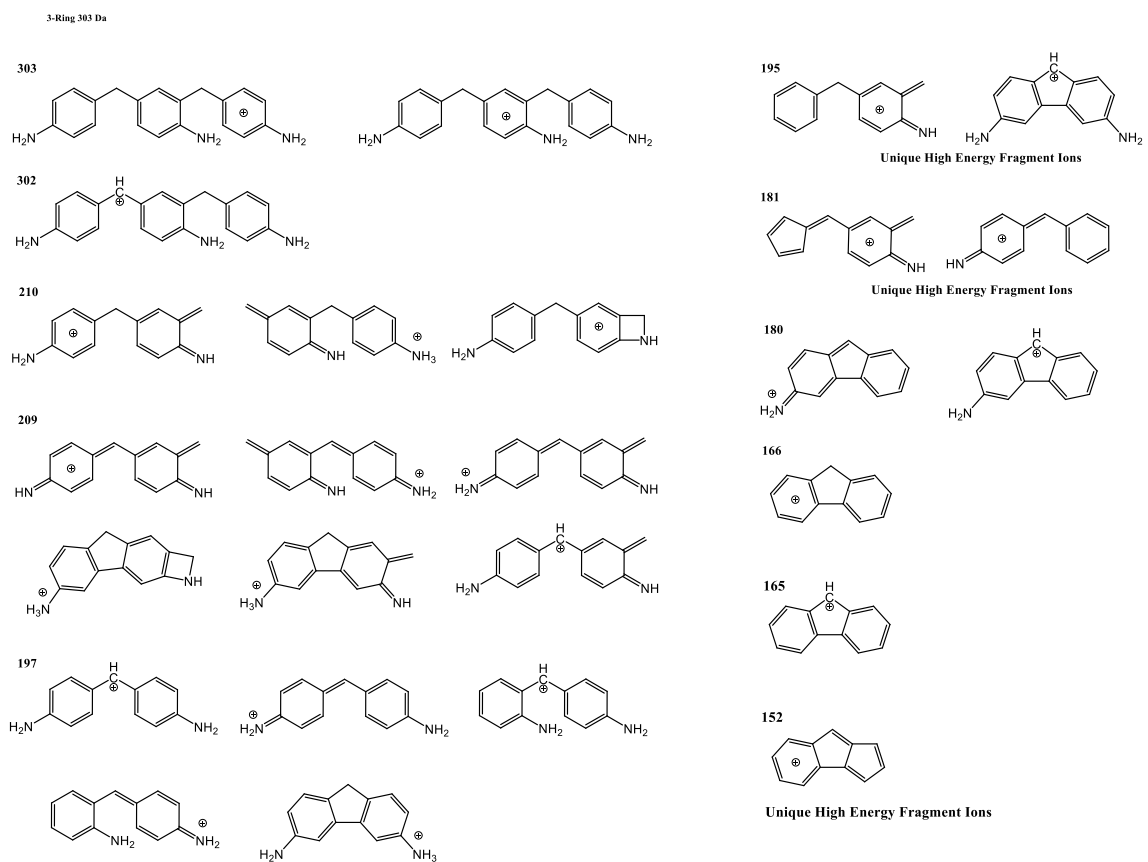 3-Ring 303 Da
303
H₂N NH₂ ⊕ NH₂
H₂N ⊕ NH₂ NH₂
302
H
C
⊕
H₂N NH₂ NH₂
210
⊕
H₂N NH
NH ⊕
NH₃
⊕
H₂N NH
209
⊕
HN NH
NH ⊕
NH₂
⊕
H₂N NH
⊕
H₃N NH
⊕
H₃N NH
H
C
⊕
H₂N NH
197
H
C
⊕
H₂N NH₂
⊕
H₂N NH₂
H
C
⊕
NH₂ NH₂
NH₂ ⊕
NH₂
H₂N ⊕
NH₃
195
⊕
NH
H
C
⊕
H₂N NH₂
Unique High Energy Fragment Ions
181
⊕
NH
⊕
HN
Unique High Energy Fragment Ions
180
⊕
H₂N
H
C
⊕
H₂N
166
⊕
165
H
C
⊕
152
⊕
Unique High Energy Fragment Ions